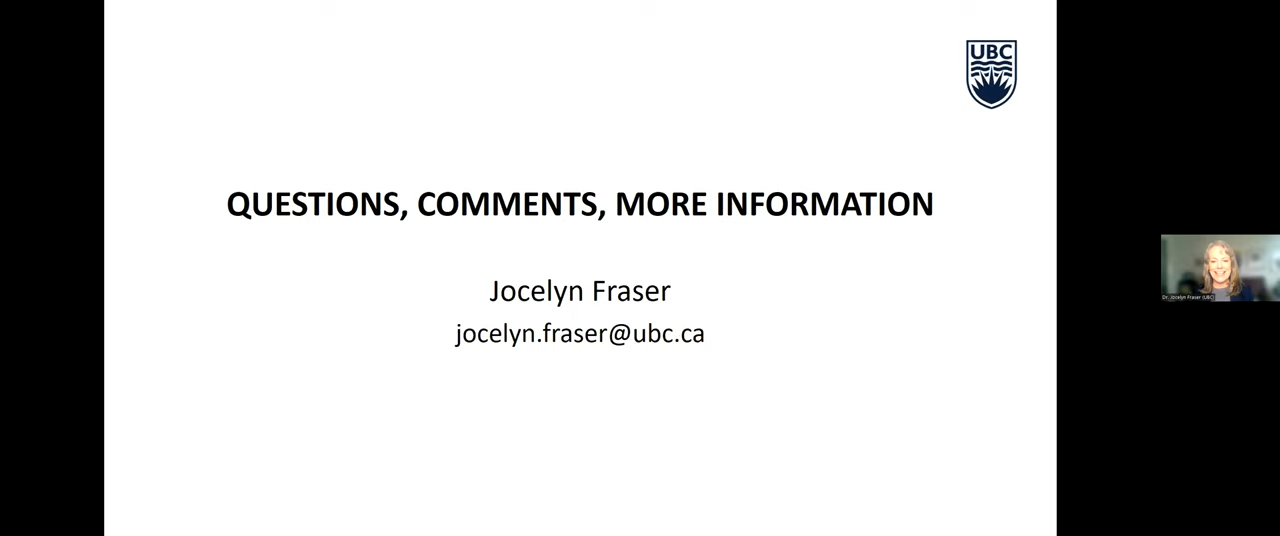 UBC
QUESTIONS, COMMENTS, MORE INFORMATION
Jocelyn Fraser
jocelyn.fraser@ubc.ca
Dr. Jocelyn Fraser (UBC)